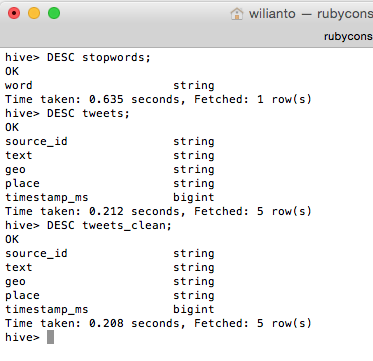 wilianto — rubycons
rubycons
hive> DESC stopwords;
OK
word string
Time taken: 0.635 seconds, Fetched: 1 row(s)
hive> DESC tweets;
OK
source_id string
text string
geo string
place string
timestamp_ms bigint
Time taken: 0.212 seconds, Fetched: 5 row(s)
hive> DESC tweets_clean;
OK
source_id string
text string
geo string
place string
timestamp_ms bigint
Time taken: 0.208 seconds, Fetched: 5 row(s)
hive>